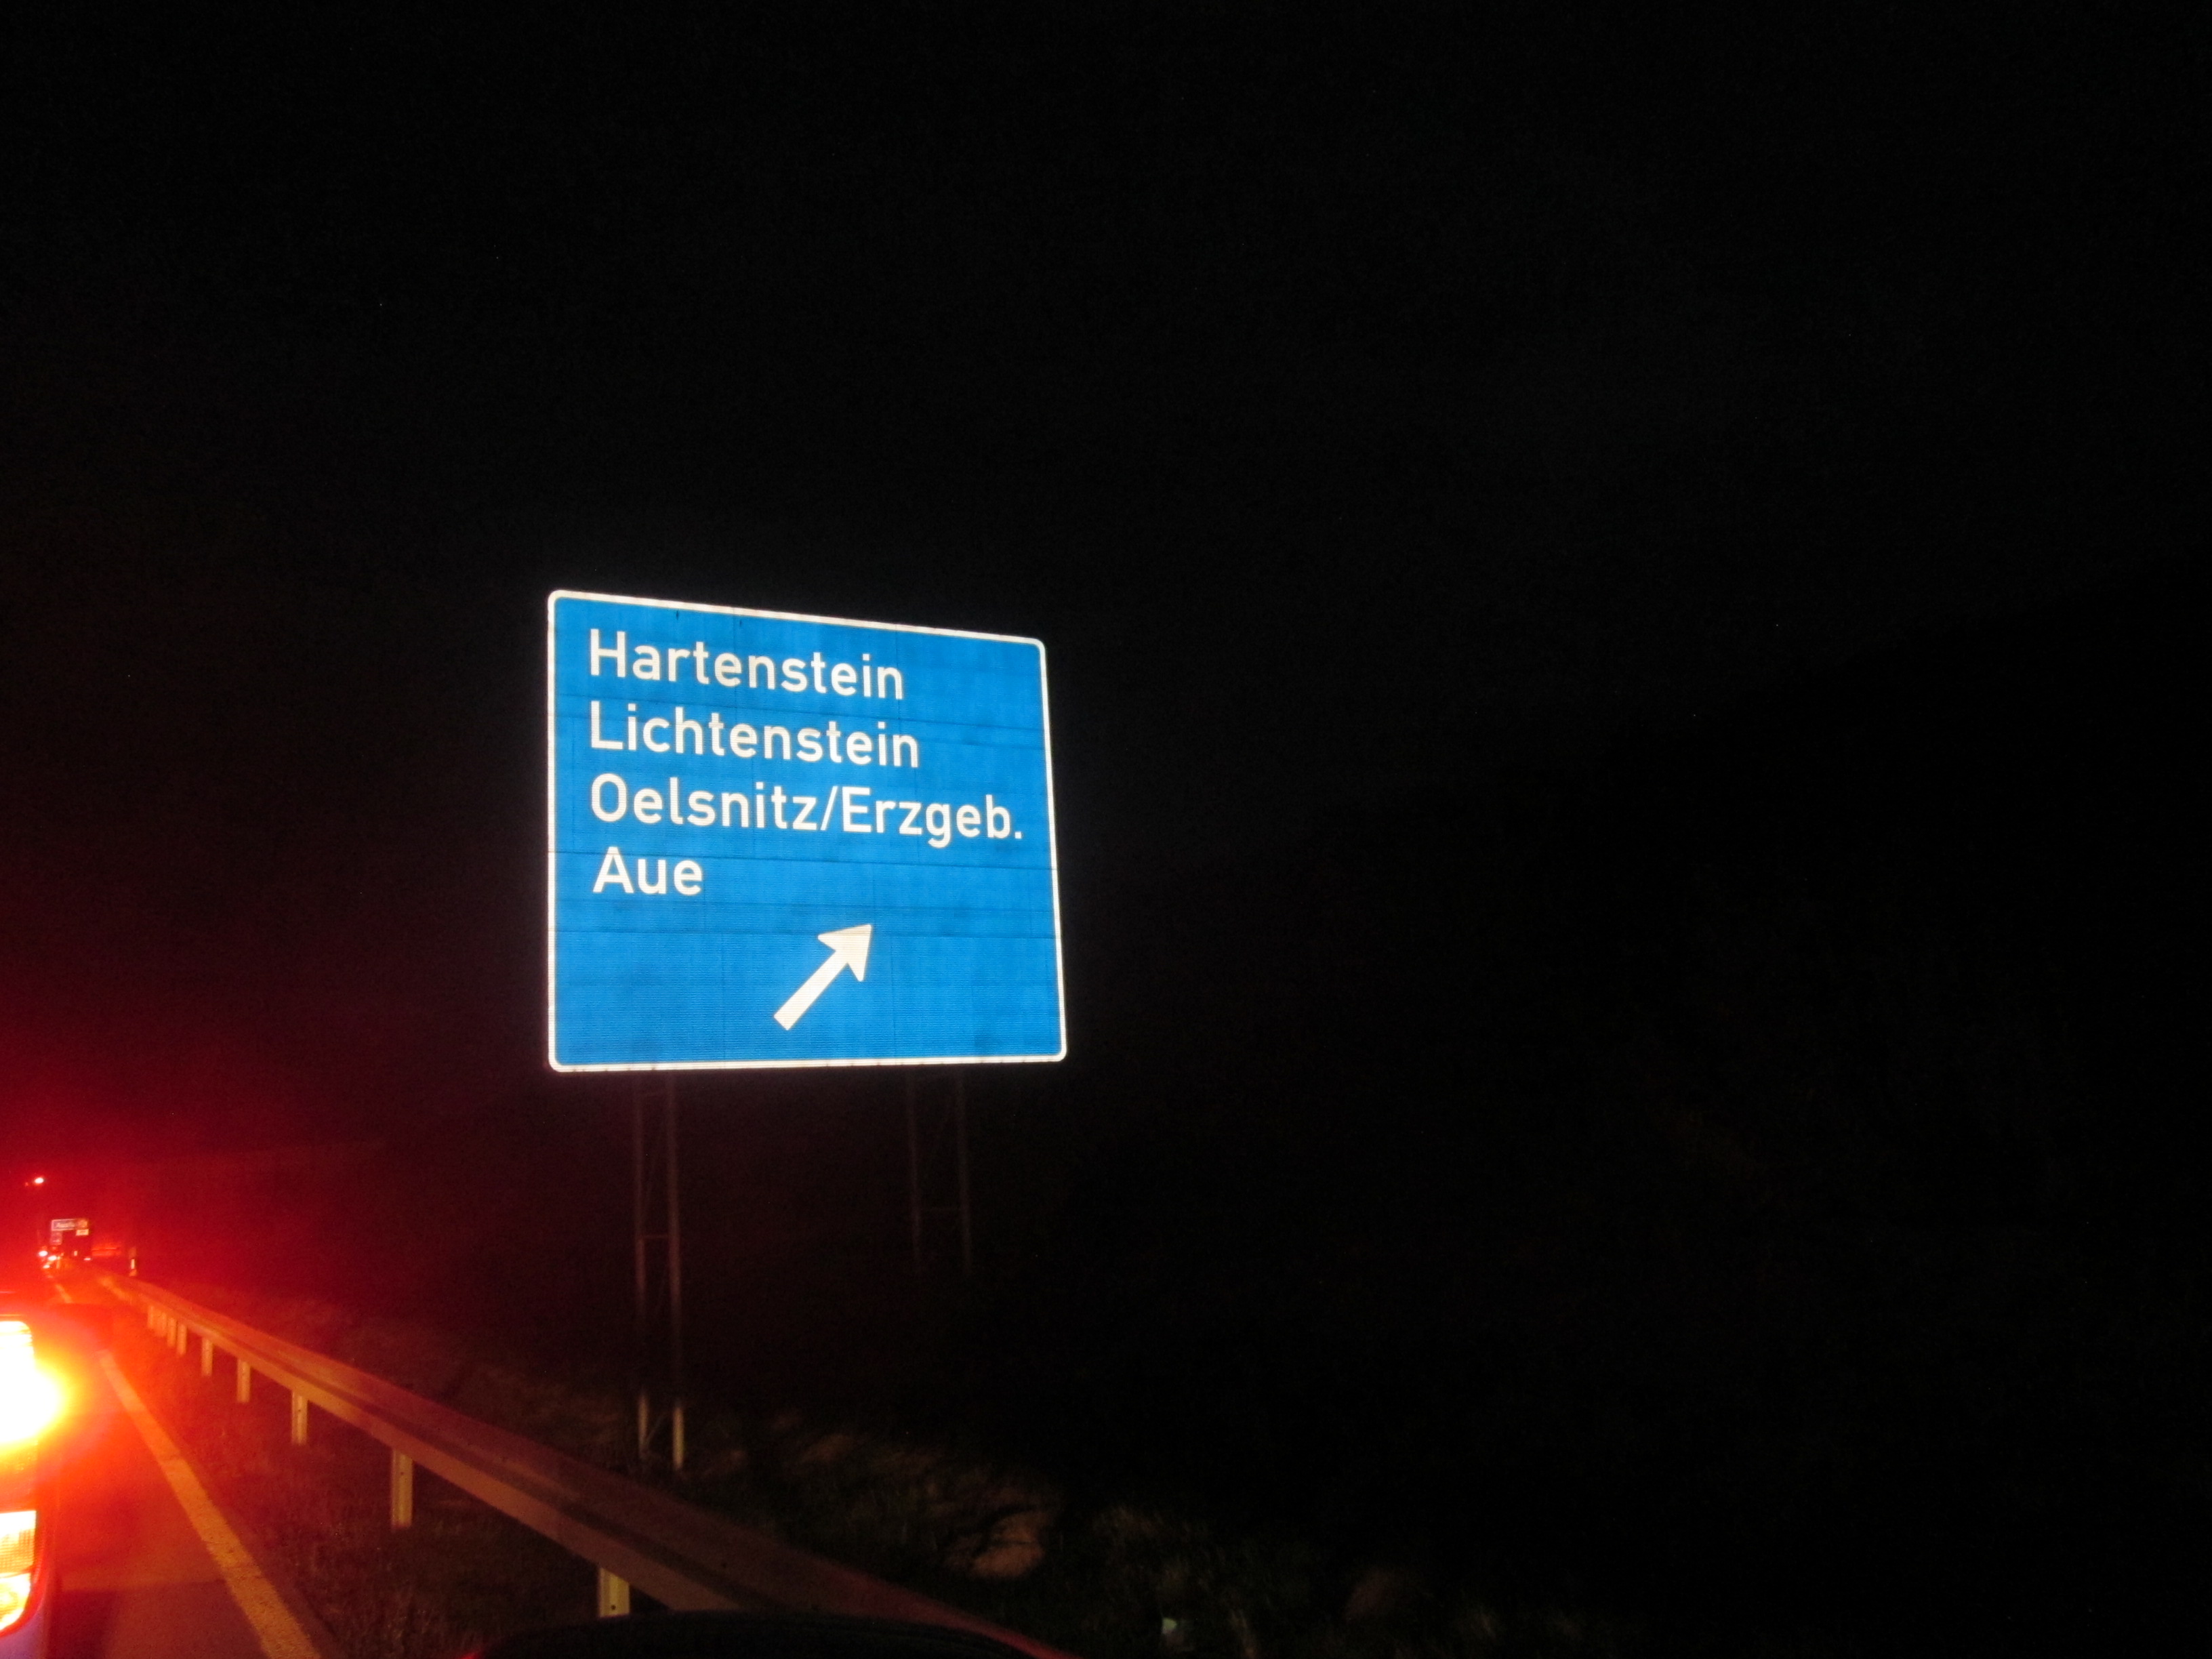 Hartenstein
Lichtenstein
Oelsnitz/Erzgeb.
Aue